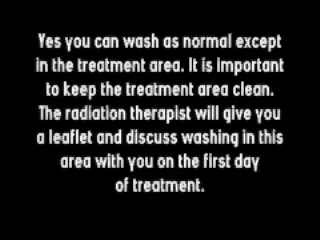 Yes you can wash as normal except
in the treatment area. It is important
to keep the treatment area clean.
The radiation therapist will give you
a leaflet and discuss washing in this
area with you on the first day
of treatment.